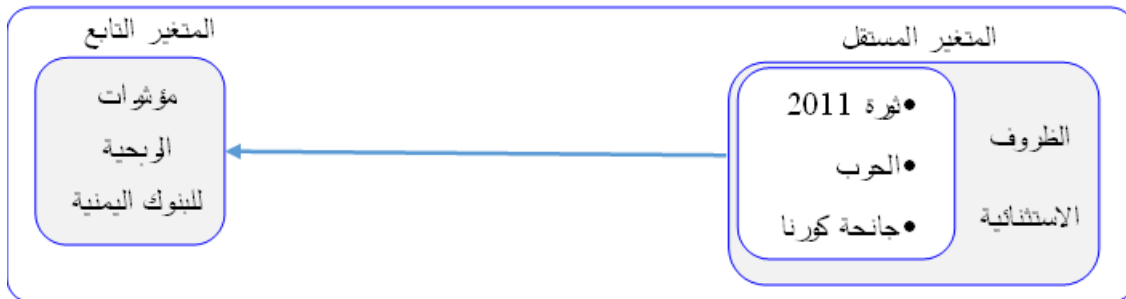 المتغير المستقل
الظروف
الاستثنائية
•ثورة 2011
•الحرب
•جانحة كورنا
المتغير التابع
مؤشرات
الربحية
للبنوك اليمنية